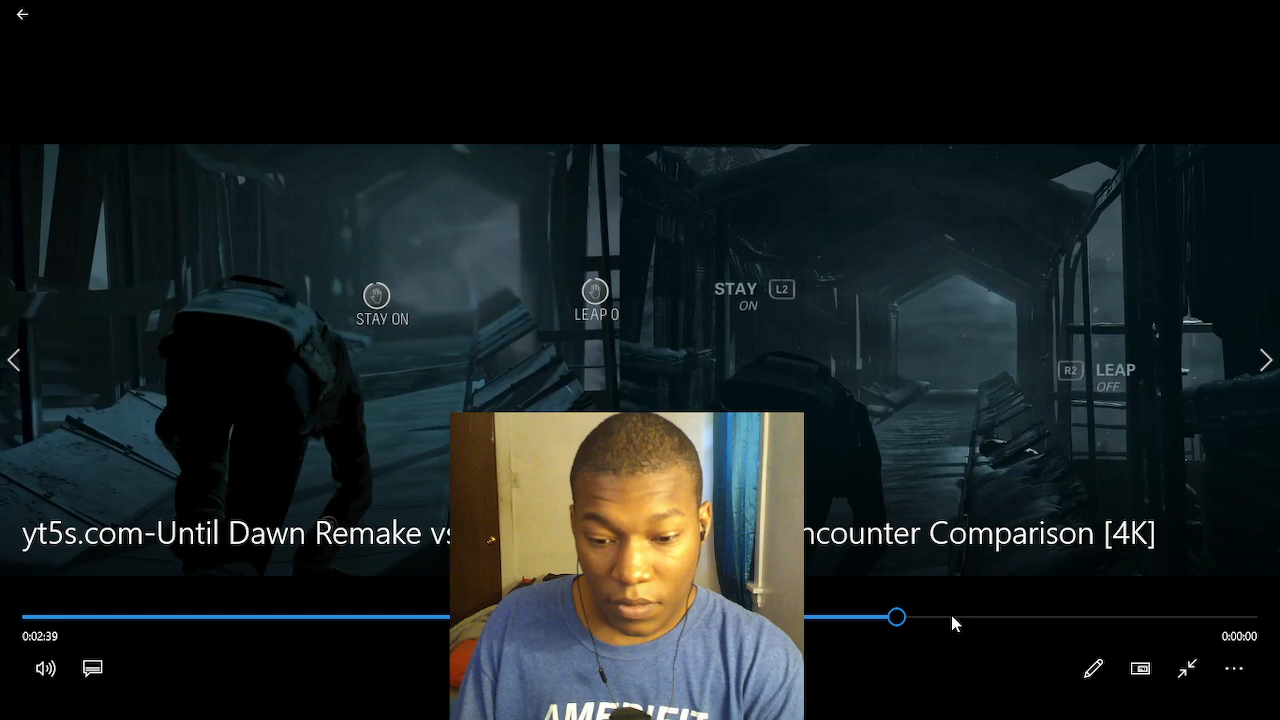 STAY ON
LEAP O
STAY L2
ON
R2 LEAP
OFF
yt5s.com-Until Dawn Remake vs
ncounter Comparison [4K]
0:02:39
0:00:00
AMERIFIT